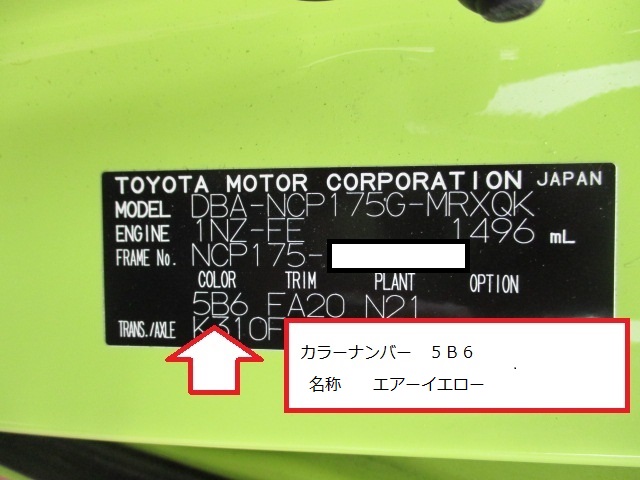 TOYOTA MOTOR CORPORATION JAPAN
MODEL DBA-NCP175G-MRXQK
ENGINE 1NZ-FE 1496 mL
FRAME No. NCP175-
COLOR TRIM PLANT OPTION
5B6 FA20 N21
TRANS./AXLE K310F
カラーナンバー ５Ｂ６
名称 エアーイエロー